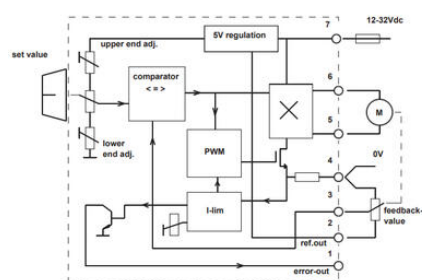 7
12-32Vdc
5V regulation
upper end adj.
set value
comparator
< = >
6
M
5
lower
end adj.
PWM
4
0V
3
I-lim
feedback-
value
2
ref.out
1
error-out